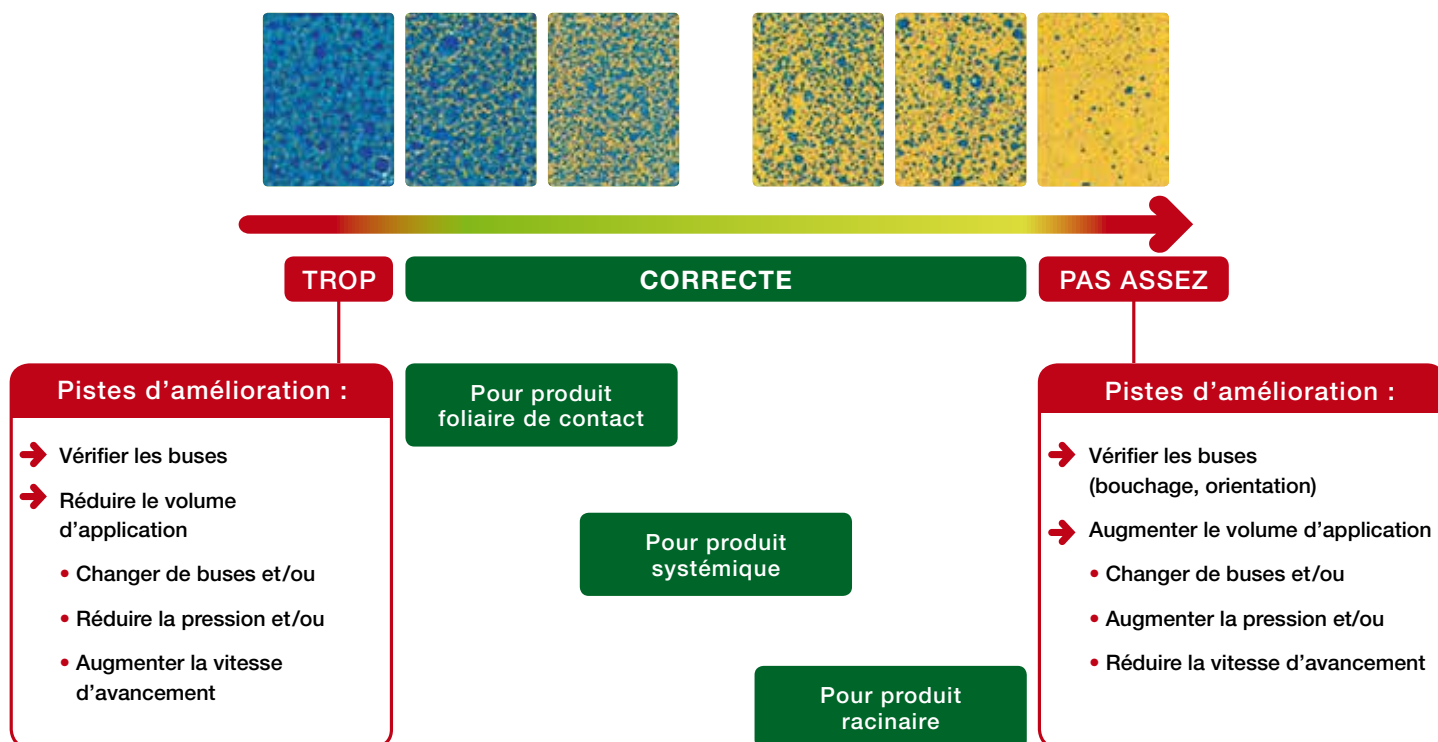 TROP
CORRECTE
PAS ASSEZ
Pistes d'amélioration :
Vérifier les buses
Réduire le volume
d'application
• Changer de buses et/ou
• Réduire la pression et/ou
• Augmenter la vitesse
d'avancement
Pour produit
foliaire de contact
Pour produit
systémique
Pour produit
racinaire
Pistes d'amélioration :
Vérifier les buses
(bouchage, orientation)
Augmenter le volume d'application
• Changer de buses et/ou
• Augmenter la pression et/ou
• Réduire la vitesse d'avancement